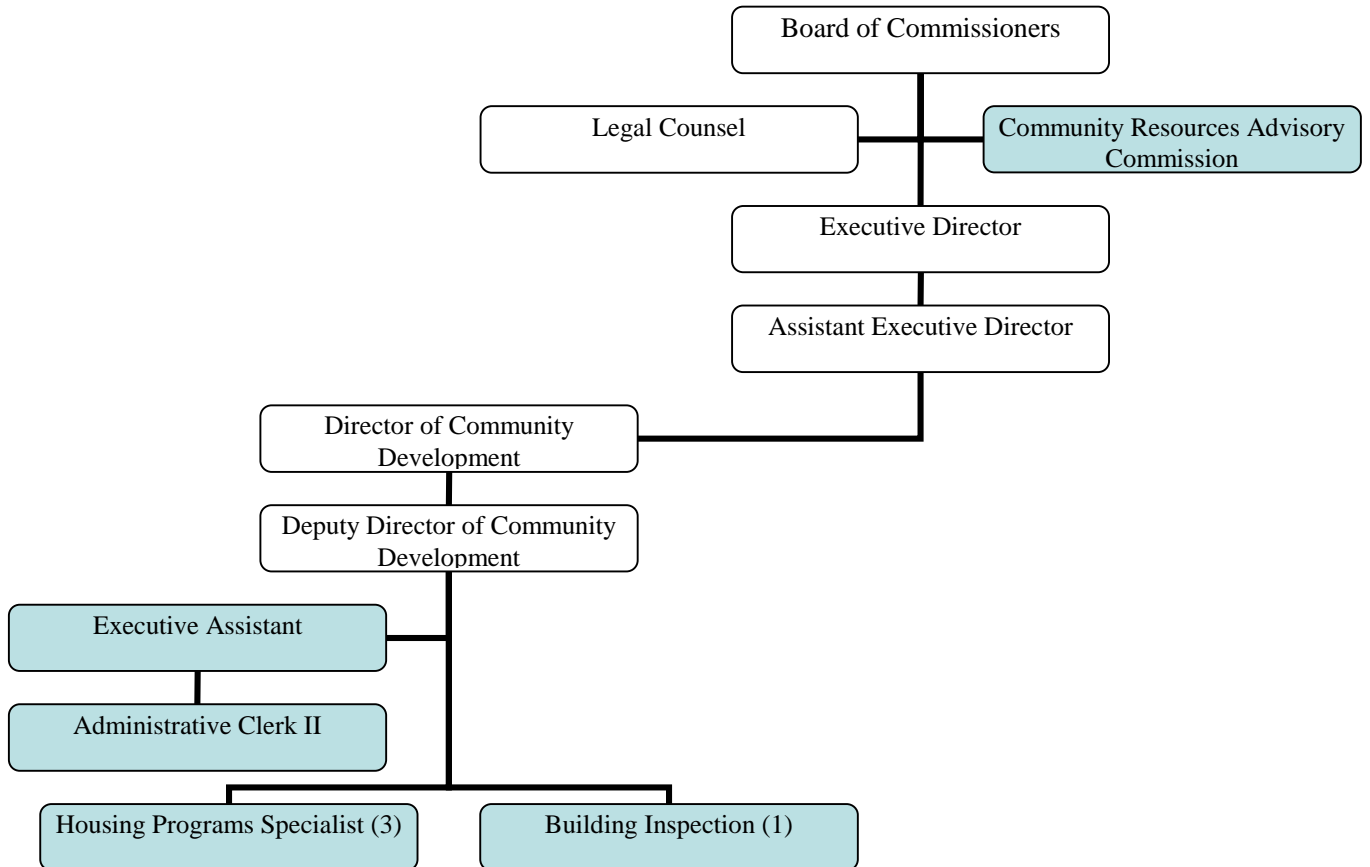 Board of Commissioners
Legal Counsel
Community Resources Advisory
Commission
Executive Director
Assistant Executive Director
Director of Community
Development
Deputy Director of Community
Development
Executive Assistant
Administrative Clerk II
Housing Programs Specialist (3)
Building Inspection (1)